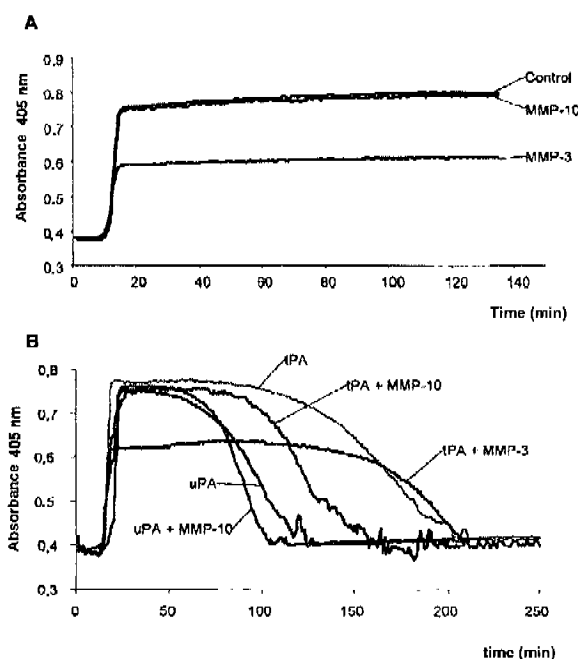 A
Absorbance 405 nm
0,9
0,8
0,7
0,6
0,5
0,4
0,3
Control
MMP-10
MMP-3
0 20 40 60 80 100 120 140
Time (min)
B
Absorbance 405 nm
0,8
0,7
0,6
0,5
0,4
0,3
tPA
tPA + MMP-10
tPA + MMP-3
uPA
uPA + MMP-10
0 50 100 150 200 250
time (min)